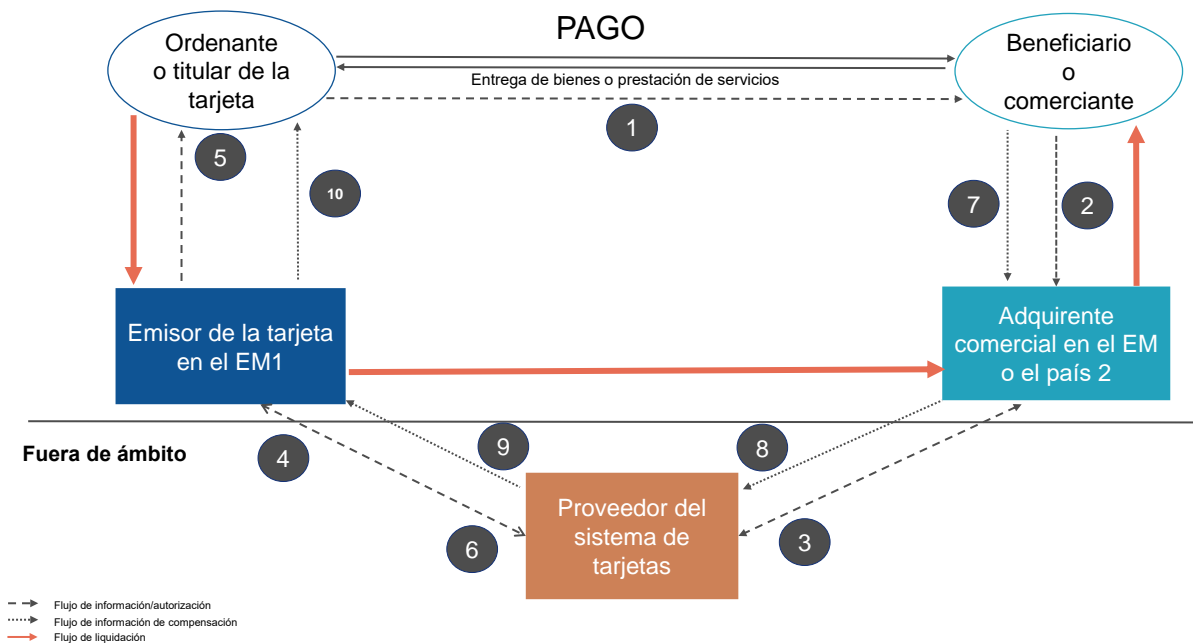 PAGO
Ordenante
o titular de la
tarjeta
Beneficiario
o
comerciante
Entrega de bienes o prestación de servicios
1
5
10
7
2
Emisor de la tarjeta
en el EM1
Adquirente
comercial en el EM
o el país 2
Fuera de ámbito
4
9
8
6
3
Proveedor del
sistema de
tarjetas
Flujo de información/autorización
Flujo de información de compensación
Flujo de liquidación